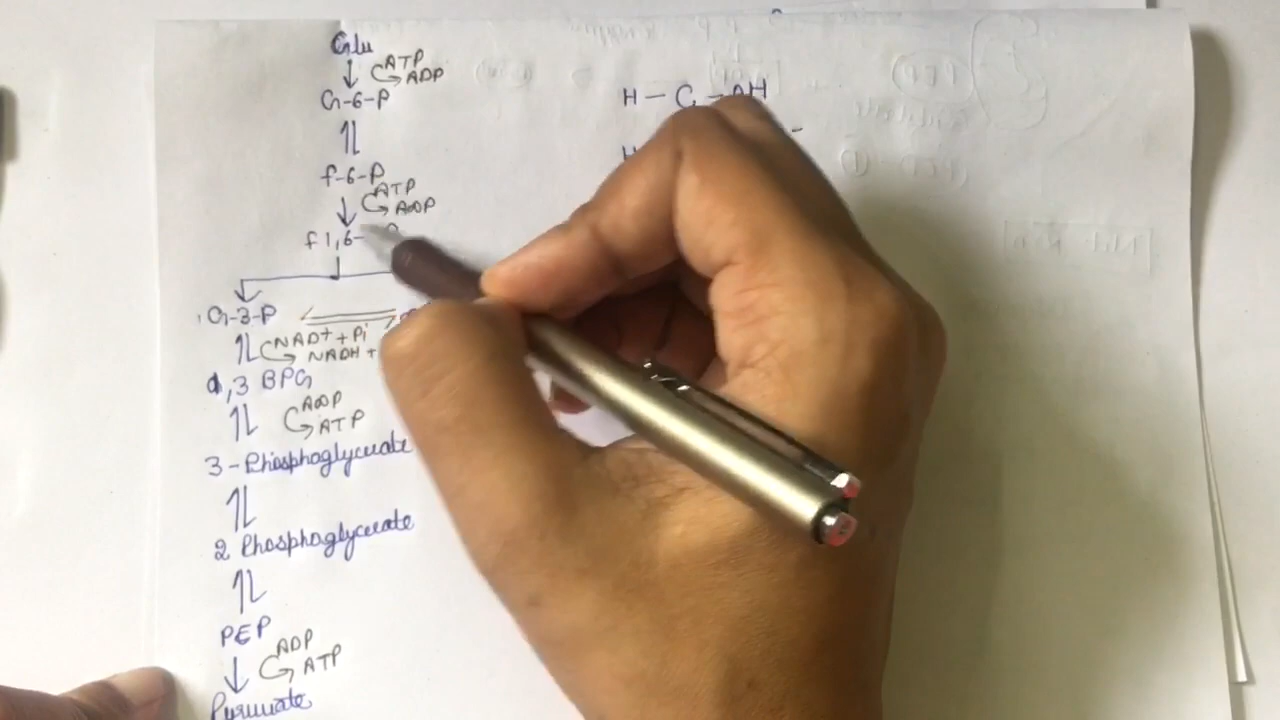 Glu
ATP
ADP
G-6-P
f-6-P
ATP
ADP
f 1,6-
G-3-P
NAD+ + Pi
NADH +
1,3 BPG
ADP
ATP
3-Phosphoglycerate
2 Phosphoglycerate
PEP
ADP
ATP
Pyruvate
H - C - OH
H